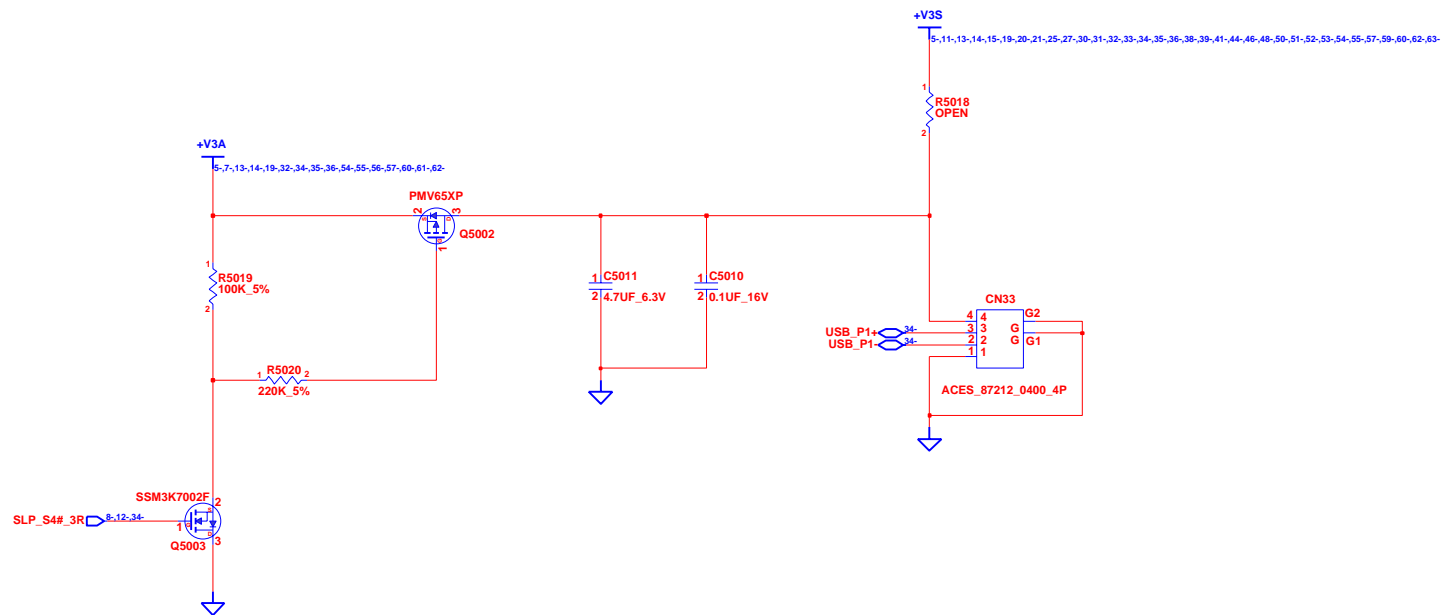 +V3S
5-,11-,13-,14-,15-,19-,20-,21-,25-,27-,30-,31-,32-,33-,34-,35-,36-,38-,39-,41-,44-,46-,48-,50-,51-,52-,53-,54-,55-,57-,59-,60-,62-,63-
1
R5018
OPEN
2
+V3A
5-,7-,13-,14-,19-,32-,34-,35-,36-,54-,55-,56-,57-,60-,61-,62-
PMV65XP
2 S D 3
Q5002
G
1
1
R5019
100K_5%
2
1 C5011
2 4.7UF_6.3V
1 C5010
2 0.1UF_16V
CN33
4 4 G2
USB_P1+ 34- 3 3 G
USB_P1- 34- 2 2 G G1
1 1
ACES_87212_0400_4P
1 R5020 2
220K_5%
SSM3K7002F 2
SLP_S4#_3R 8-,12-,34- 1 G S D
Q5003 3